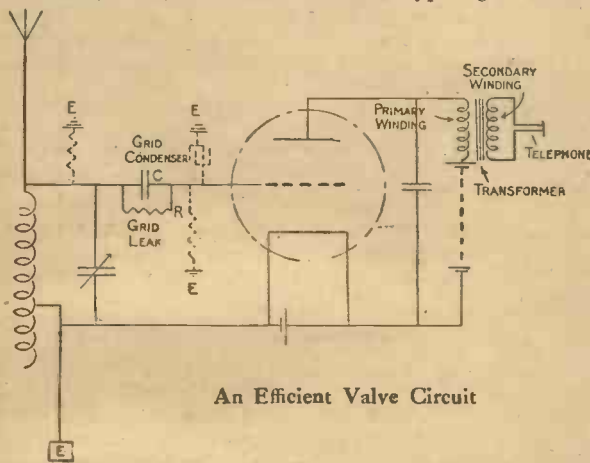 E
E
GRID
CONDENSER
C
R
GRID
LEAK
E
PRIMARY
WINDING
SECONDARY
WINDING
TELEPHONE
TRANSFORMER
An Efficient Valve Circuit
E